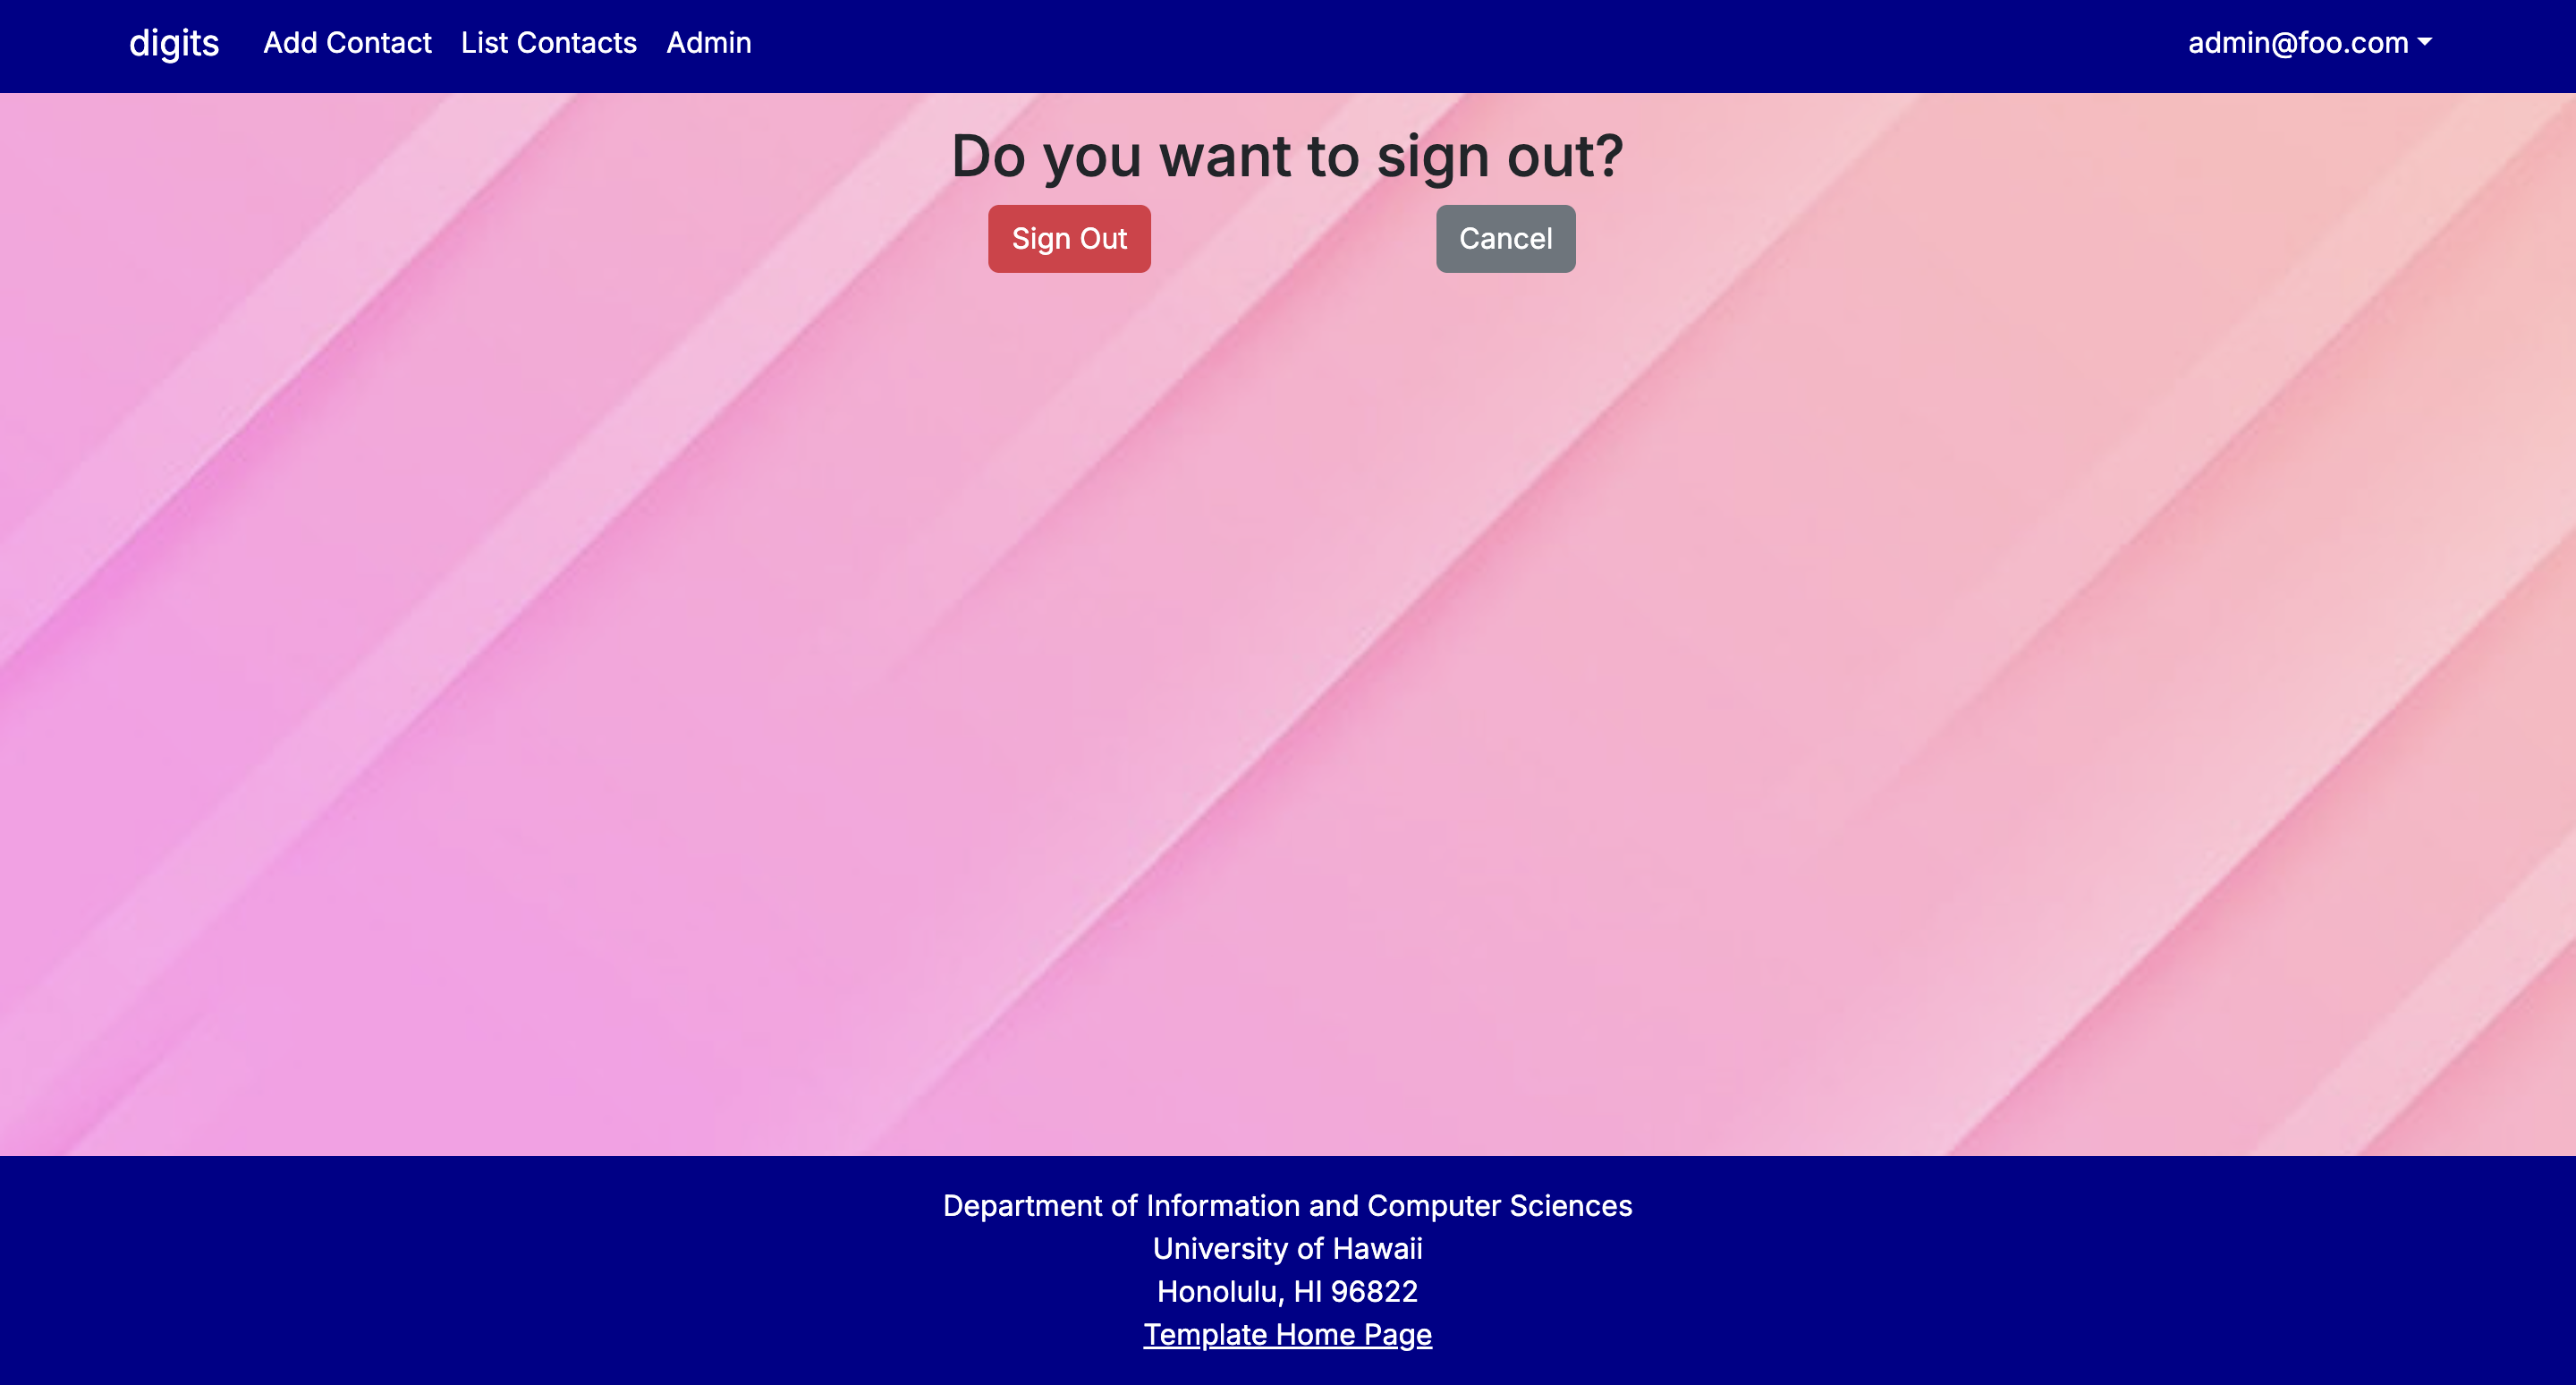 digits Add Contact List Contacts Admin admin@foo.com
Do you want to sign out?
Sign Out Cancel
Department of Information and Computer Sciences
University of Hawaii
Honolulu, HI 96822
Template Home Page